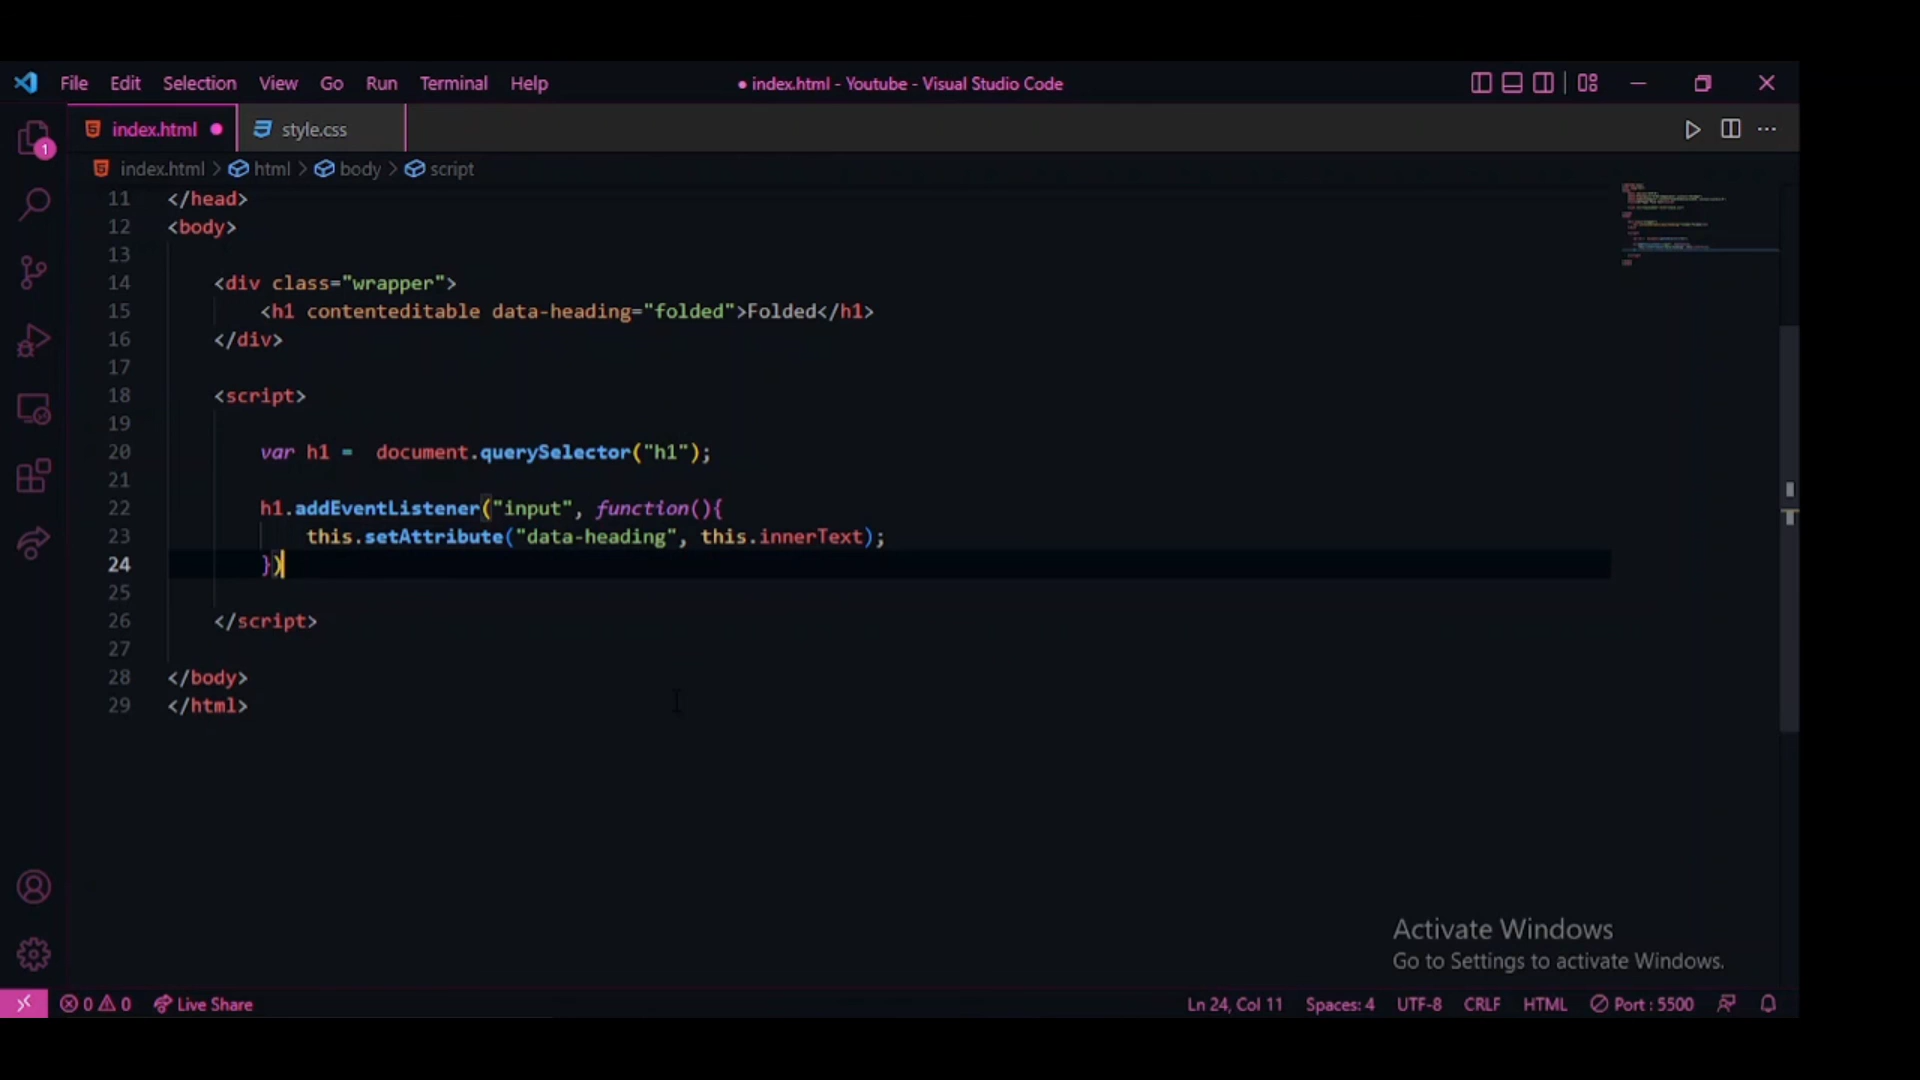 File Edit Selection View Go Run Terminal Help ● index.html - Youtube - Visual Studio Code
index.html ● style.css
index.html > html > body > script
1
11 </head>
12 <body>
13
14 <div class="wrapper">
15 <h1 contenteditable data-heading="folded">Folded</h1>
16 </div>
17
18 <script>
19
20 var h1 =  document.querySelector("h1");
21
22 h1.addEventListener("input", function(){
23 this.setAttribute("data-heading", this.innerText);
24 })
25
26 </script>
27
28 </body>
29 </html>
Activate Windows
Go to Settings to activate Windows.
0 0 Live Share Ln 24, Col 11 Spaces: 4 UTF-8 CRLF HTML Port : 5500